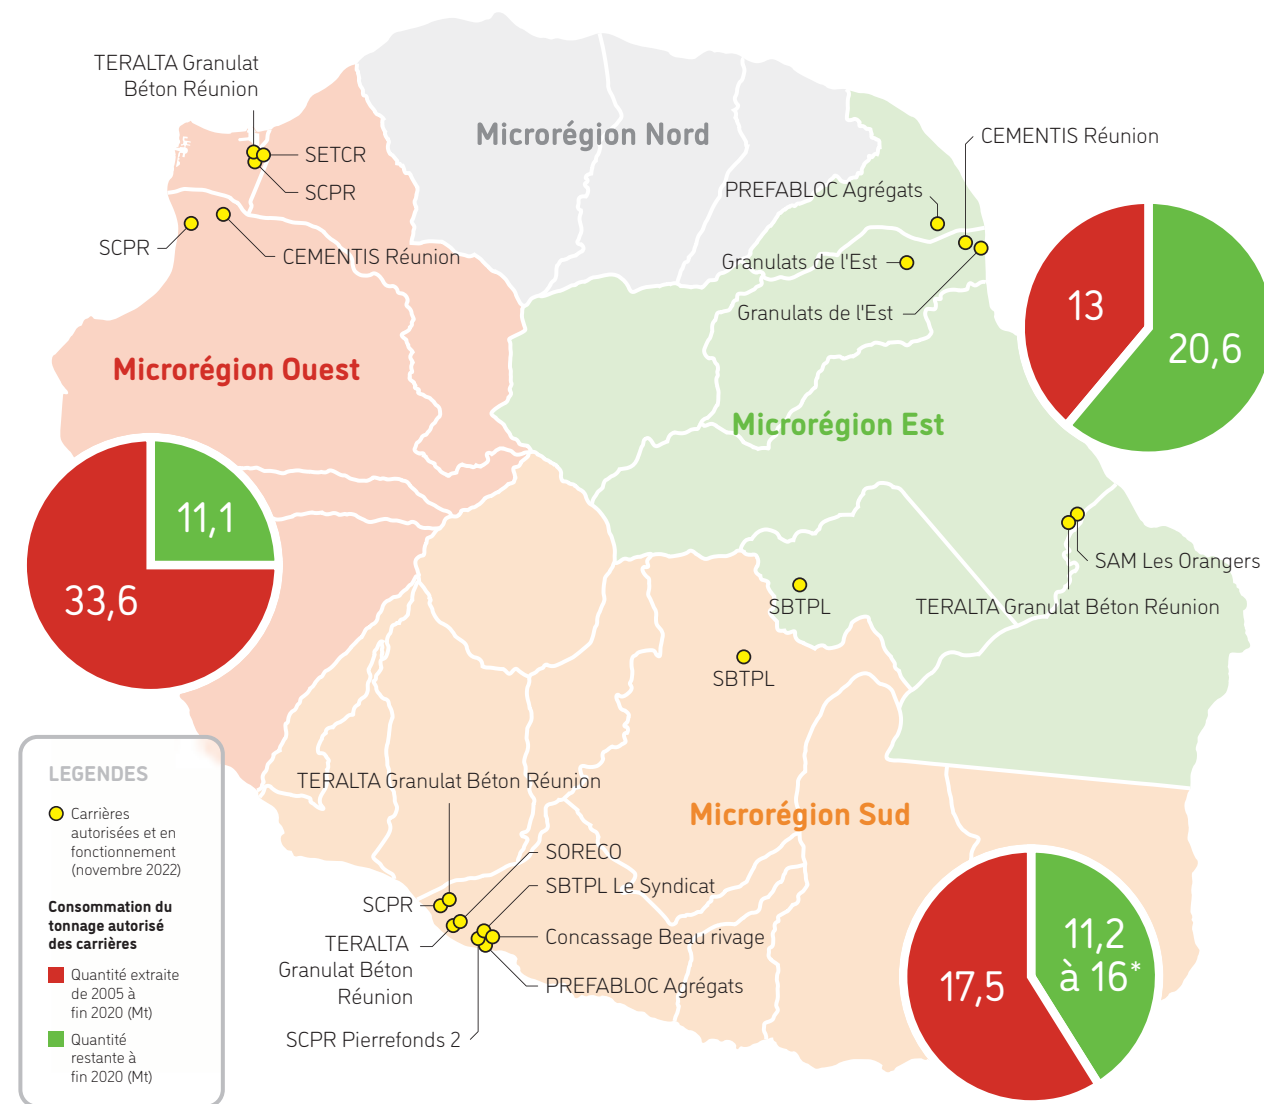 TERALTA Granulat
Béton Réunion
SETCR
SCPR
SCPR
CEMENTIS Réunion
Microrégion Nord
CEMENTIS Réunion
PREFABLOC Agrégats
Granulats de l'Est
Granulats de l'Est
13
20,6
Microrégion Ouest
Microrégion Est
11,1
33,6
SAM Les Orangers
TERALTA Granulat Béton Réunion
SBTPL
SBTPL
LEGENDES
Carrières
autorisées et en
fonctionnement
(novembre 2022)
Consommation du
tonnage autorisé
des carrières
Quantité extraite
de 2005 à
fin 2020 (Mt)
Quantité
restante à
fin 2020 (Mt)
TERALTA Granulat Béton Réunion
Microrégion Sud
SORECO
SBTPL Le Syndicat
SCPR
TERALTA
Granulat Béton
Réunion
Concassage Beau rivage
PREFABLOC Agrégats
SCPR Pierrefonds 2
17,5
11,2
à 16*